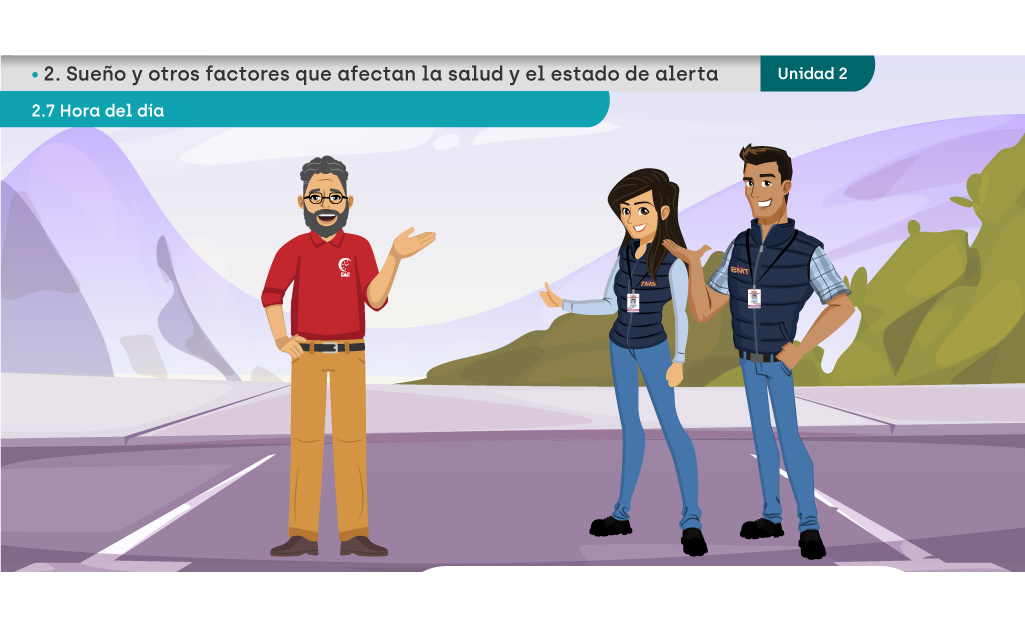 • 2. Sueño y otros factores que afectan la salud y el estado de alerta
Unidad 2
2.7 Hora del día
TMS